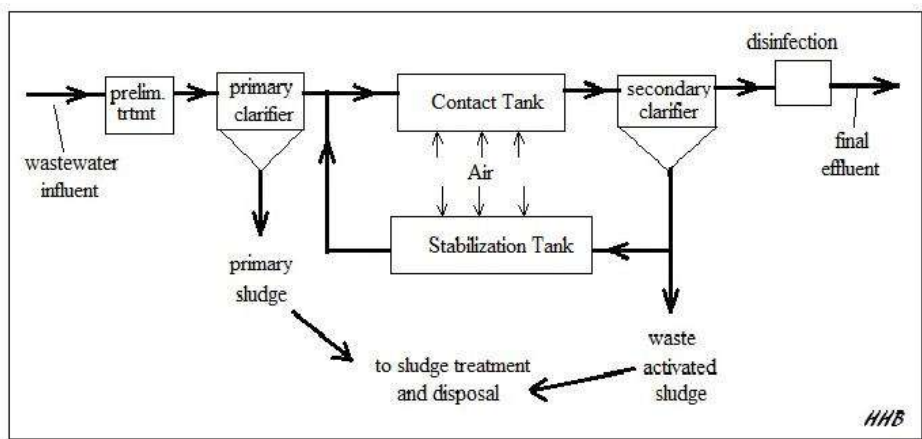 disinfection
prelim.
trtmt
primary
clarifier
Contact Tank
secondary
clarifier
wastewater
influent
final
effluent
Air
Stabilization Tank
primary
sludge
waste
activated
sludge
to sludge treatment
and disposal
HHB